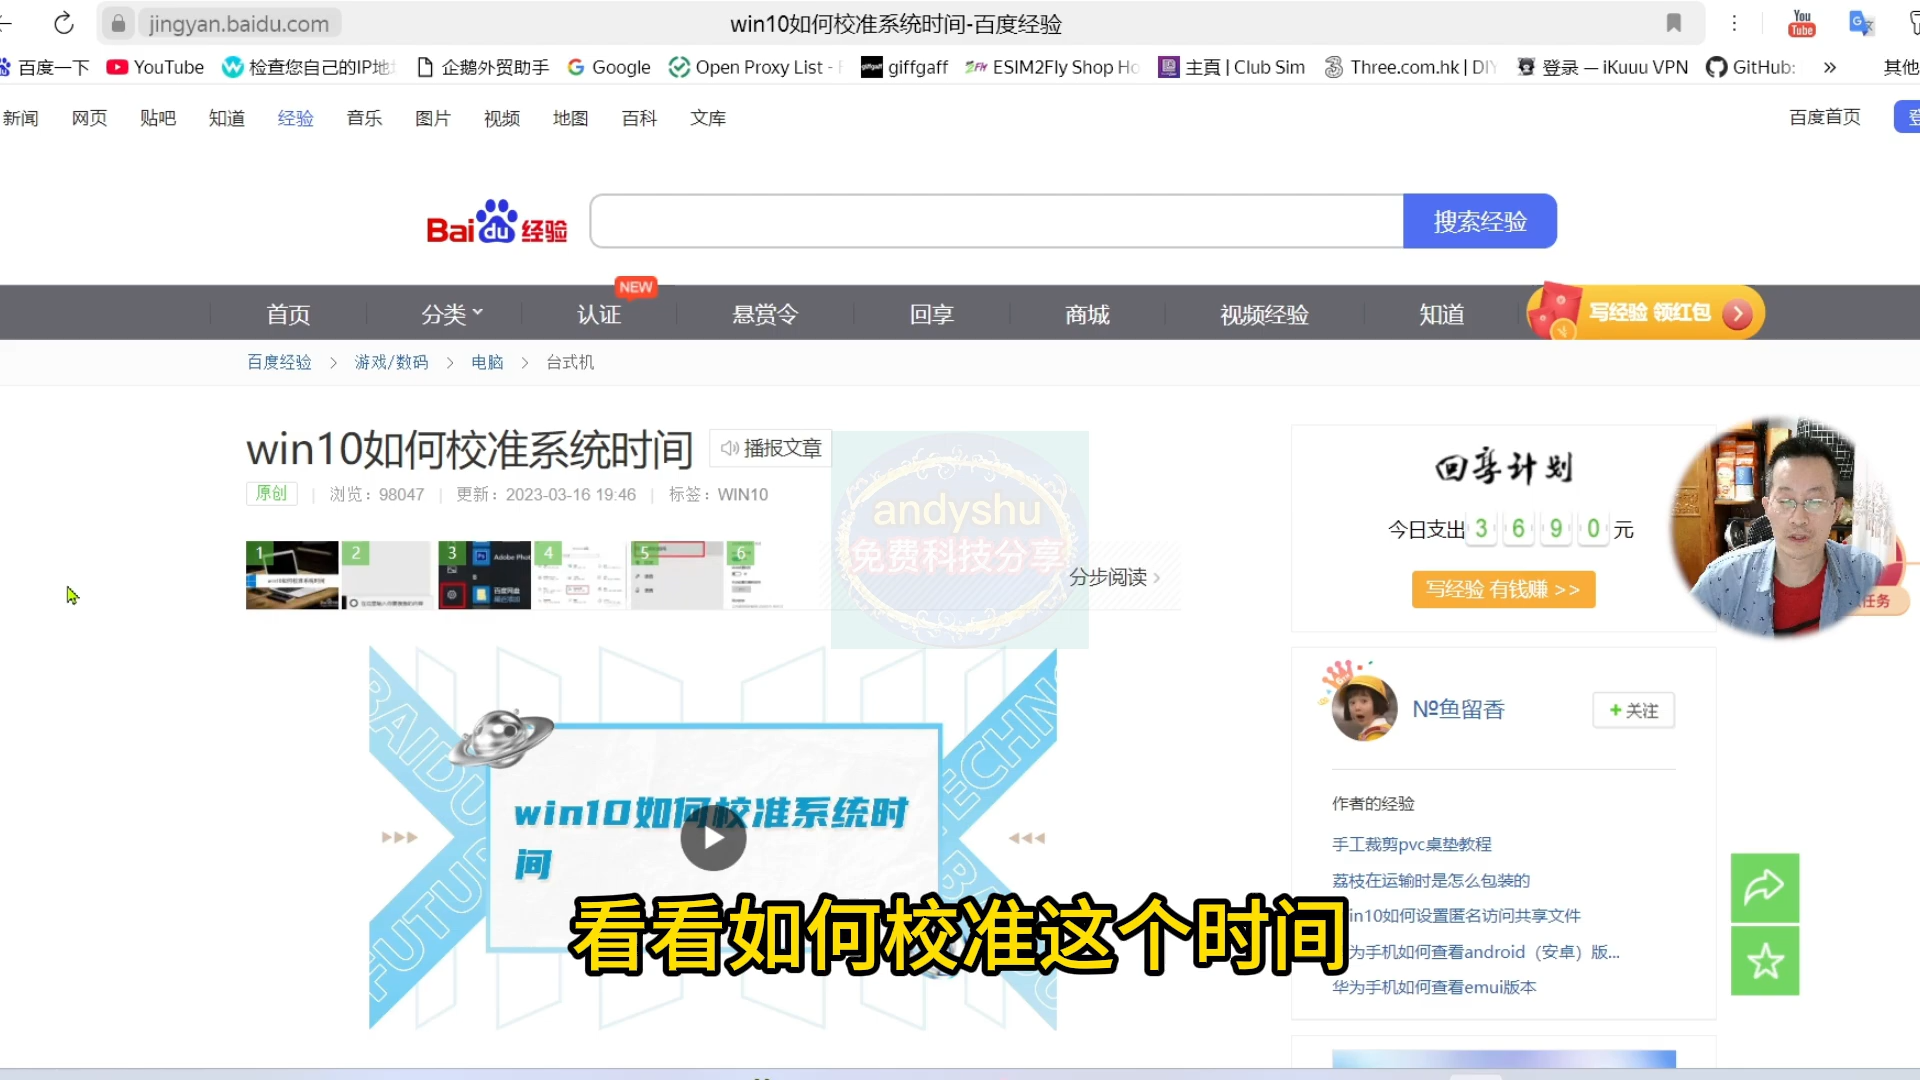 jingyan.baidu.com
win10如何校准系统时间-百度经验
百度一下
YouTube
检查您自己的IP地
企鹅外贸助手
Google
Open Proxy List -
giffgaff
ESIM2Fly Shop Ho
主頁 | Club Sim
Three.com.hk | DIY
登录 — iKuuu VPN
GitHub:
其他
新闻 网页 贴吧 知道 经验 音乐 图片 视频 地图 百科 文库
百度首页
Baidu 经验
搜索经验
NEW
首页 分类 认证 悬赏令 回享 商城 视频经验 知道
写经验 领红包
百度经验 > 游戏/数码 > 电脑 > 台式机
win10如何校准系统时间
播报文章
原创 | 浏览：98047 | 更新：2023-03-16 19:46 | 标签：WIN10
1 2 3 4 5 6
分步阅读 >
andyshu
免费科技分享
回享计划
今日支出 3 6 9 0 元
写经验 有钱赚 >>
任务
win10如何校准系统时
间
№鱼留香
+ 关注
作者的经验
手工裁剪pvc桌垫教程
荔枝在运输时是怎么包装的
in10如何设置匿名访问共享文件
为手机如何查看android（安卓）版...
华为手机如何查看emui版本
看看如何校准这个时间